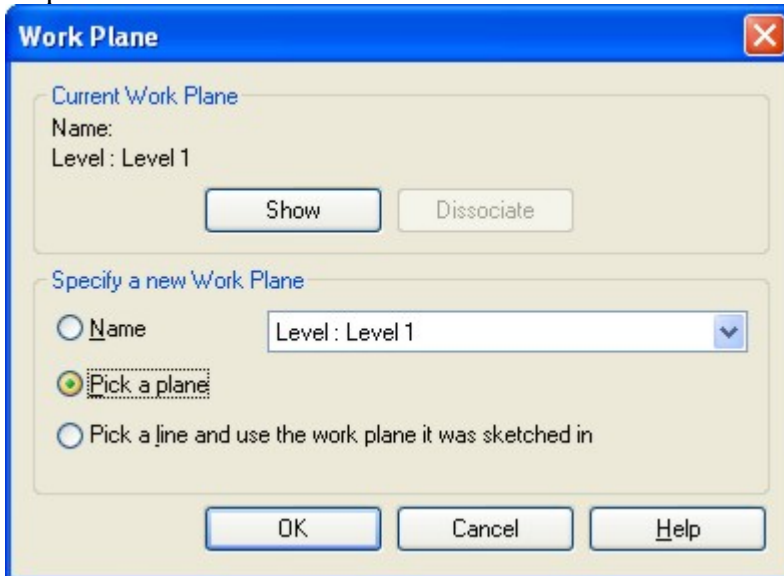 Work Plane
Current Work Plane
Name:
Level : Level 1
Show Dissociate
Specify a new Work Plane
Name Level : Level 1
Pick a plane
Pick a line and use the work plane it was sketched in
OK Cancel Help